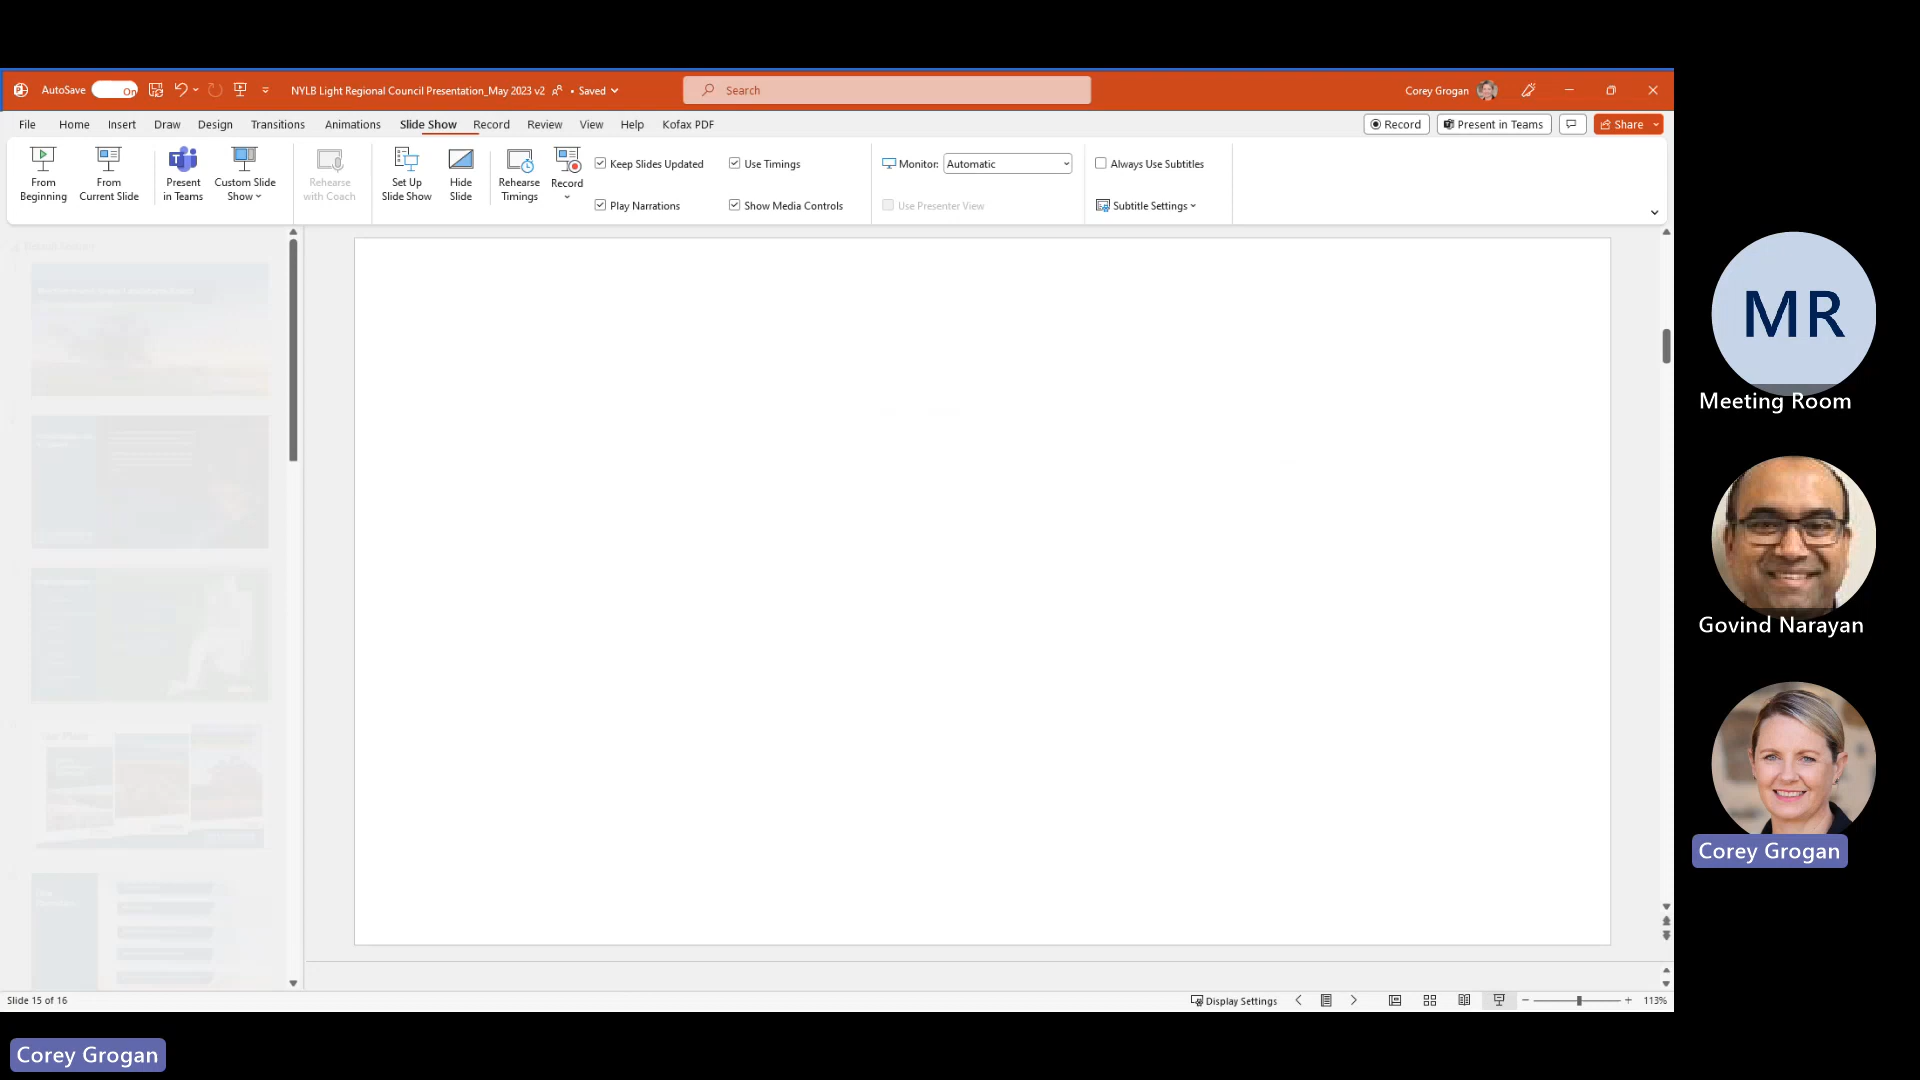 AutoSave On NYLB Light Regional Council Presentation_May 2023 v2 • Saved Search Corey Grogan
File Home Insert Draw Design Transitions Animations Slide Show Record Review View Help Kofax PDF Record Present in Teams Share
From Beginning
From Current Slide
Present in Teams
Custom Slide Show
Rehearse with Coach
Set Up Slide Show
Hide Slide
Rehearse Timings
Record
Keep Slides Updated
Play Narrations
Use Timings
Show Media Controls
Monitor: Automatic
Use Presenter View
Always Use Subtitles
Subtitle Settings
MR
Meeting Room
Govind Narayan
Corey Grogan
Slide 15 of 16 Display Settings 113%
Corey Grogan